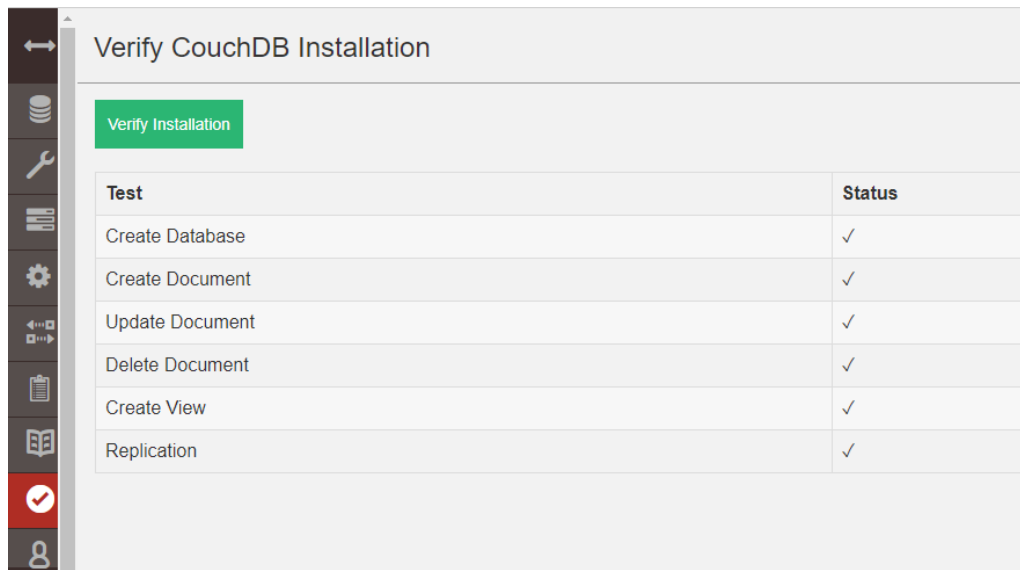 Verify CouchDB Installation
Verify Installation
Test Status
Create Database ✓
Create Document ✓
Update Document ✓
Delete Document ✓
Create View ✓
Replication ✓